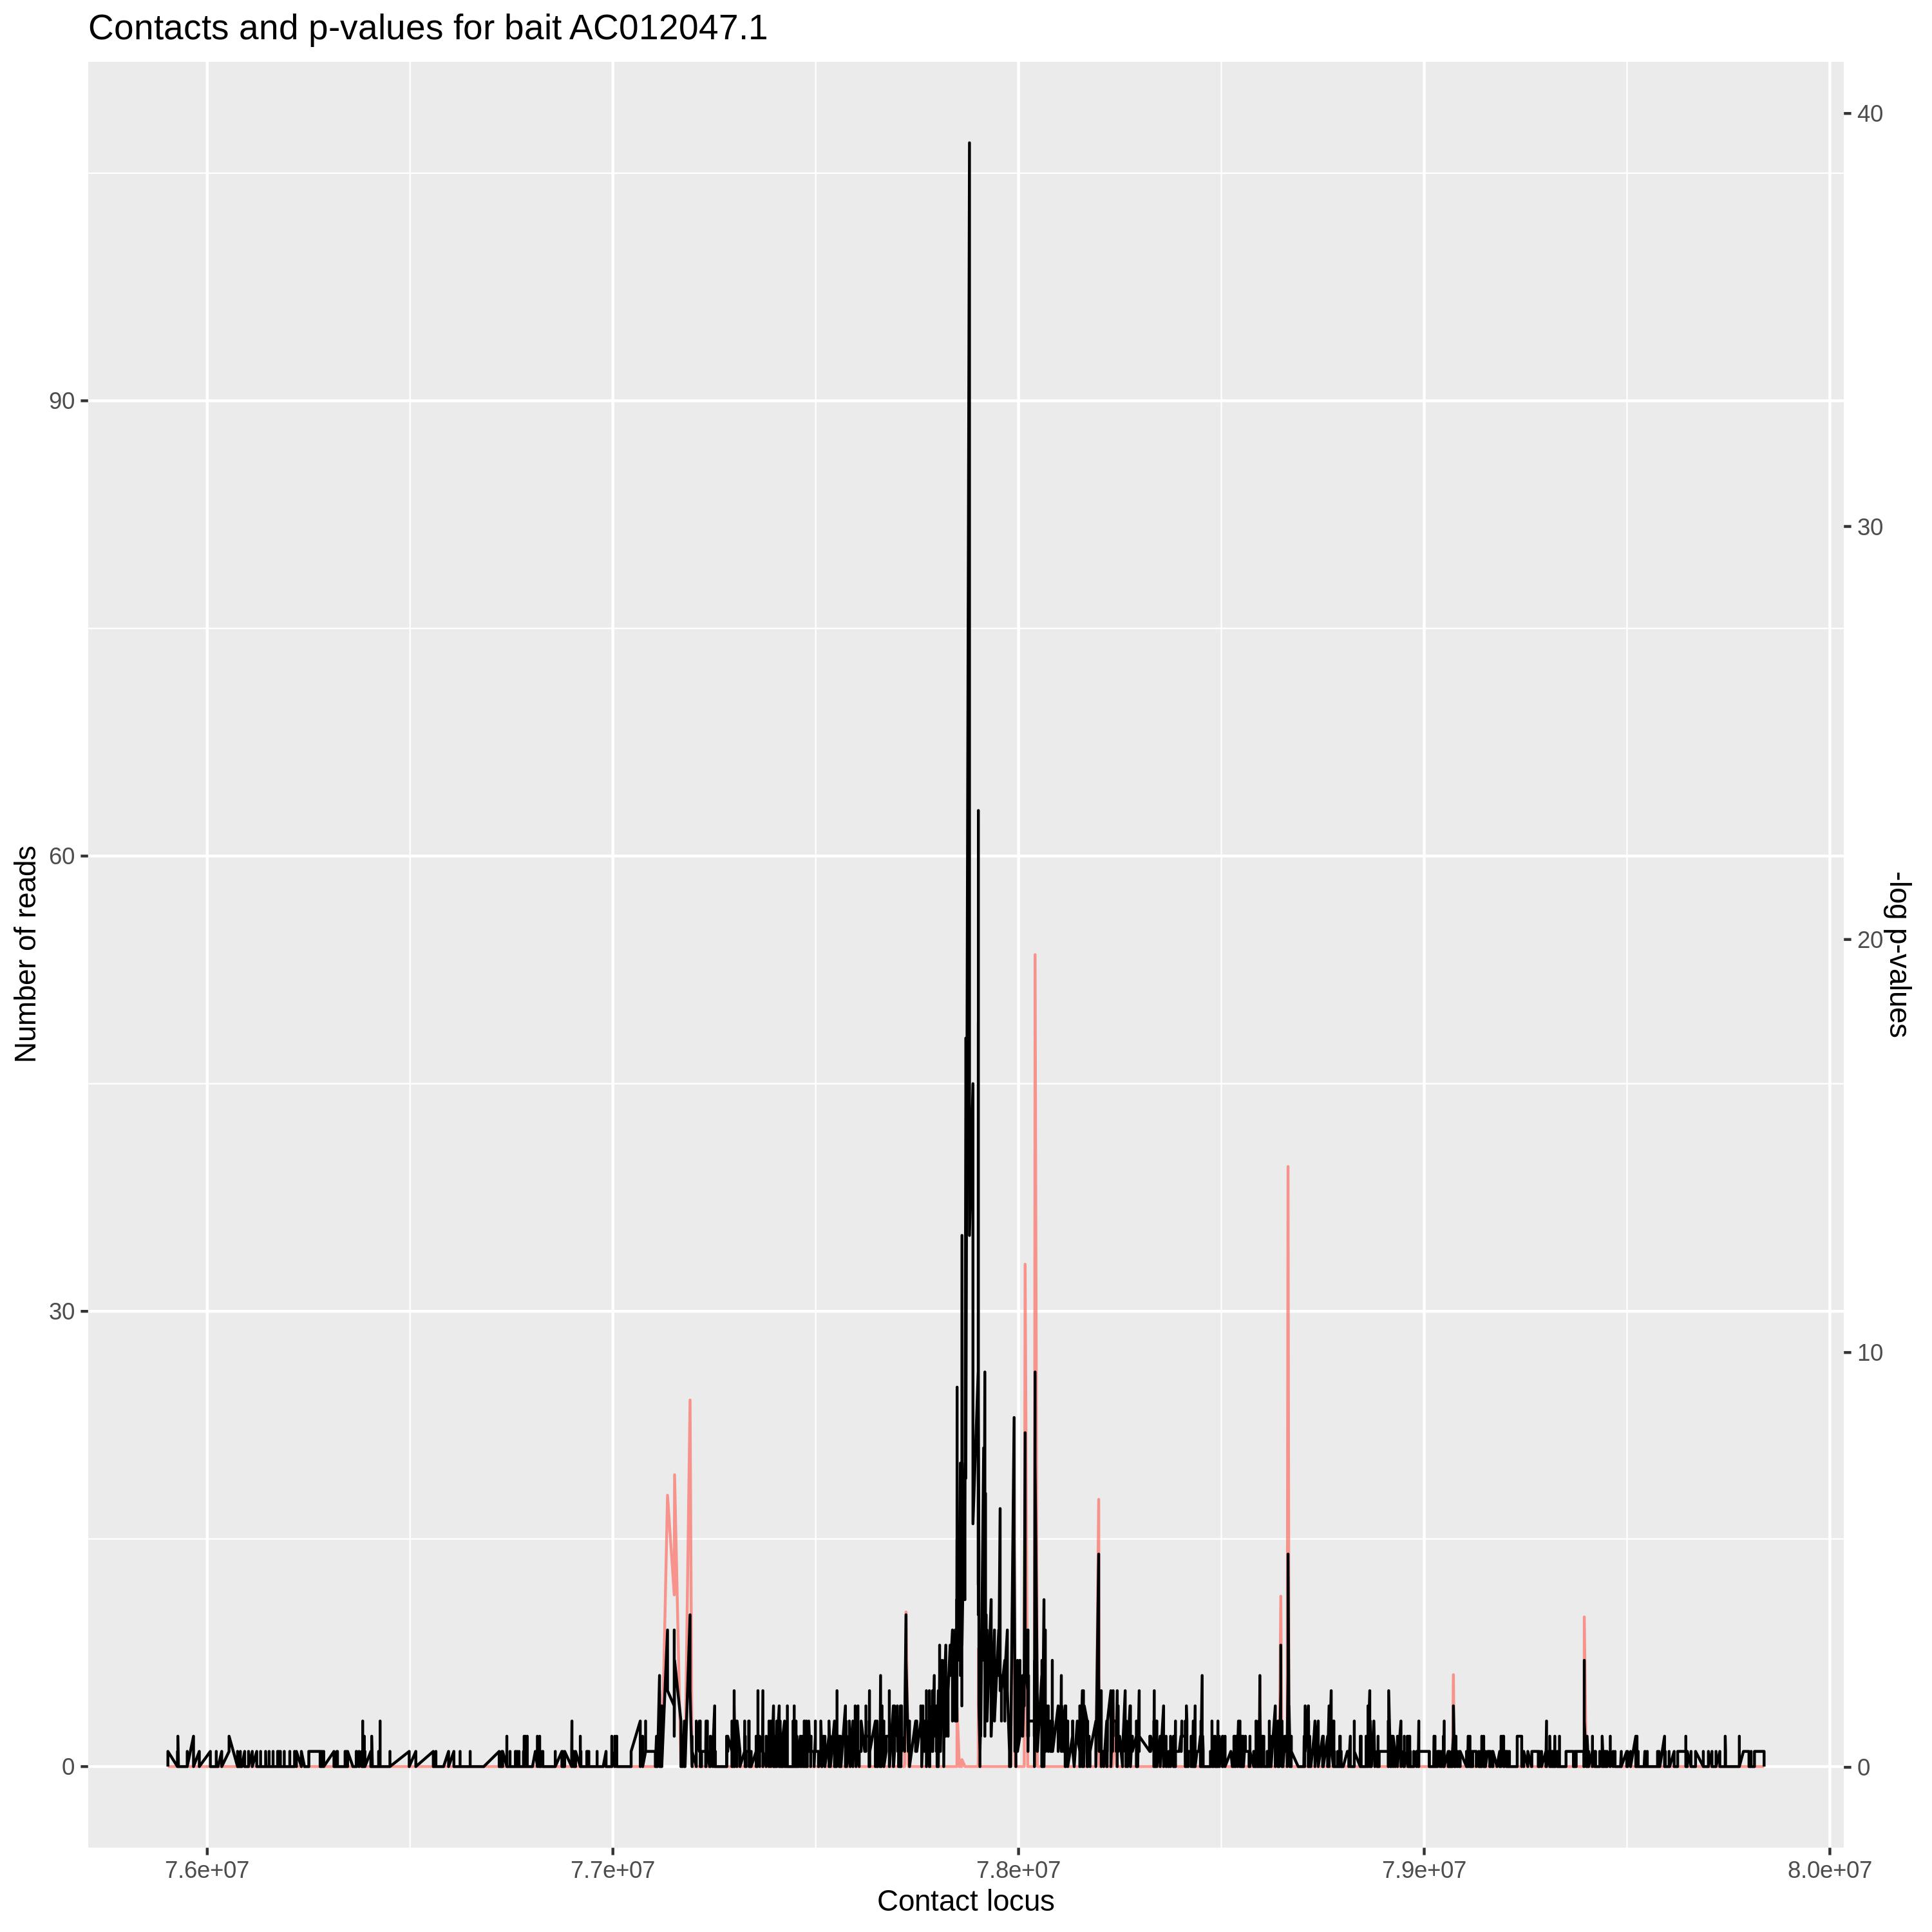 Contacts and p-values for bait AC012047.1
Number of reads
90
60
30
0
40
30
20
10
0
-log p-values
7.6e+07
7.7e+07
7.8e+07
7.9e+07
8.0e+07
Contact locus